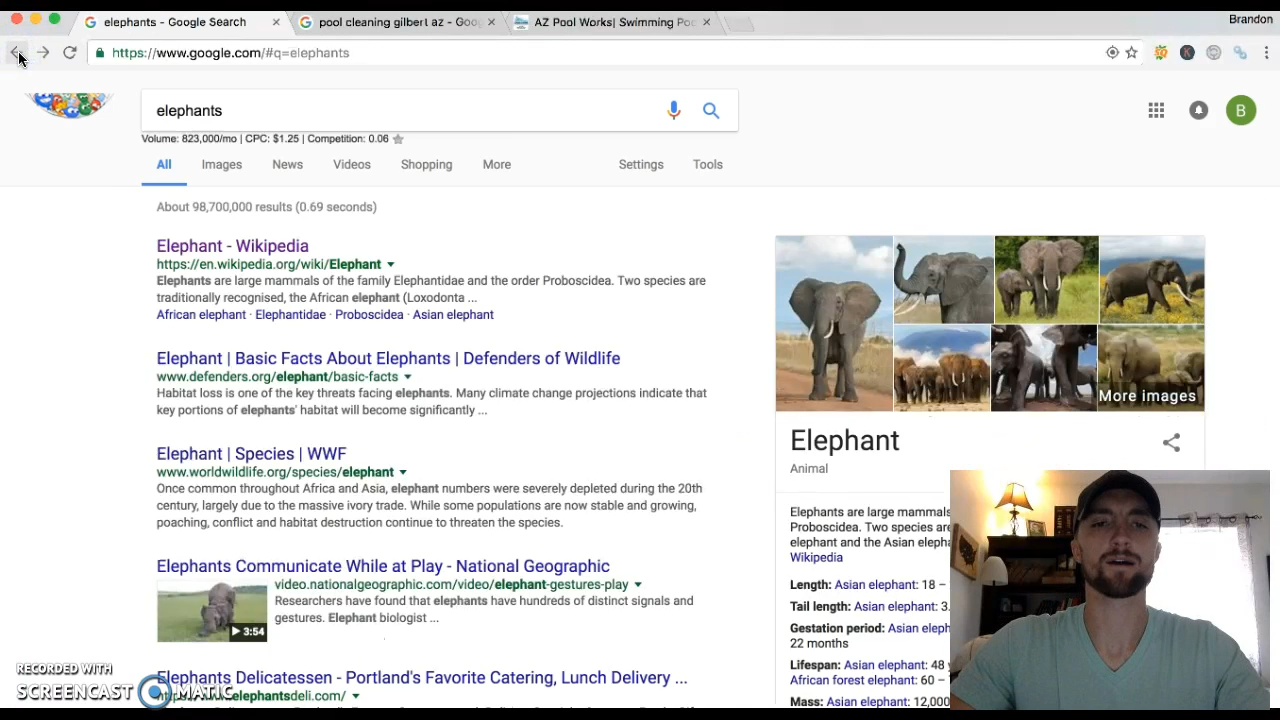 elephants - Google Search
pool cleaning gilbert az - Goo
AZ Pool Works| Swimming Poo
Brandon
https://www.google.com/#q=elephants
elephants
B
Volume: 823,000/mo | CPC: $1.25 | Competition: 0.06
All Images News Videos Shopping More Settings Tools
About 98,700,000 results (0.69 seconds)
Elephant - Wikipedia
https://en.wikipedia.org/wiki/Elephant
Elephants are large mammals of the family Elephantidae and the order Proboscidea. Two species are
traditionally recognised, the African elephant (Loxodonta ...
African elephant · Elephantidae · Proboscidea · Asian elephant
Elephant | Basic Facts About Elephants | Defenders of Wildlife
www.defenders.org/elephant/basic-facts
Habitat loss is one of the key threats facing elephants. Many climate change projections indicate that
key portions of elephants' habitat will become significantly ...
Elephant | Species | WWF
www.worldwildlife.org/species/elephant
Once common throughout Africa and Asia, elephant numbers were severely depleted during the 20th
century, largely due to the massive ivory trade. While some populations are now stable and growing,
poaching, conflict and habitat destruction continue to threaten the species.
Elephants Communicate While at Play - National Geographic
video.nationalgeographic.com/video/elephant-gestures-play
Researchers have found that elephants have hundreds of distinct signals and
gestures. Elephant biologist ...
3:54
Elephants Delicatessen - Portland's Favorite Catering, Lunch Delivery ...
elephantsdeli.com/
More images
Elephant
Animal
Elephants are large mammals
Proboscidea. Two species are
elephant and the Asian eleph
Wikipedia
Length: Asian elephant: 18 –
Tail length: Asian elephant: 3.
Gestation period: Asian eleph
22 months
Lifespan: Asian elephant: 48 y
African forest elephant: 60 –
Mass: Asian elephant: 12,000
RECORDED WITH
SCREENCAST MATIC